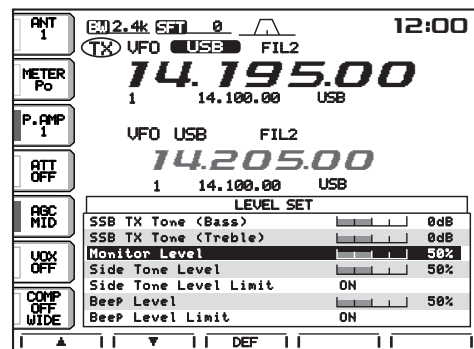 ANT
1
BW 2.4k SFT 0
12:00
TX VFO USB FIL2
14.195.00
1 14.100.00 USB
METER
Po
P.AMP
1
VFO USB FIL2
14.205.00
1 14.100.00 USB
ATT
OFF
AGC
MID
VOX
OFF
COMP
OFF
WIDE
LEVEL SET
SSB TX Tone (Bass) 0dB
SSB TX Tone (Treble) 0dB
Monitor Level 50%
Side Tone Level 50%
Side Tone Level Limit ON
Beep Level 50%
Beep Level Limit ON
▲ ▼ DEF